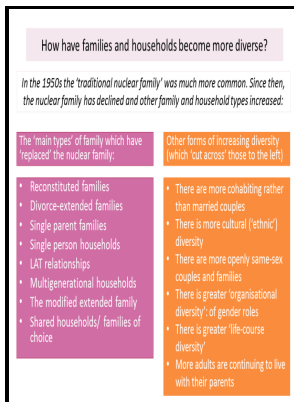 How have families and households become more diverse?
In the 1950s the 'traditional nuclear family' was much more common. Since then,
the nuclear family has declined and other family and household types increased:
The 'main types' of family which have
'replaced' the nuclear family:
• Reconstituted families
• Divorce-extended families
• Single parent families
• Single person households
• LAT relationships
• Multigenerational households
• The modified extended family
• Shared households/ families of
choice
Other forms of increasing diversity
(which 'cut across' those to the left)
• There are more cohabiting rather
than married couples
• There is more cultural ('ethnic')
diversity
• There are more openly same-sex
couples and families
• There is greater 'organisational
diversity': of gender roles
• There is greater 'life-course
diversity'
• More adults are continuing to
live with their parents